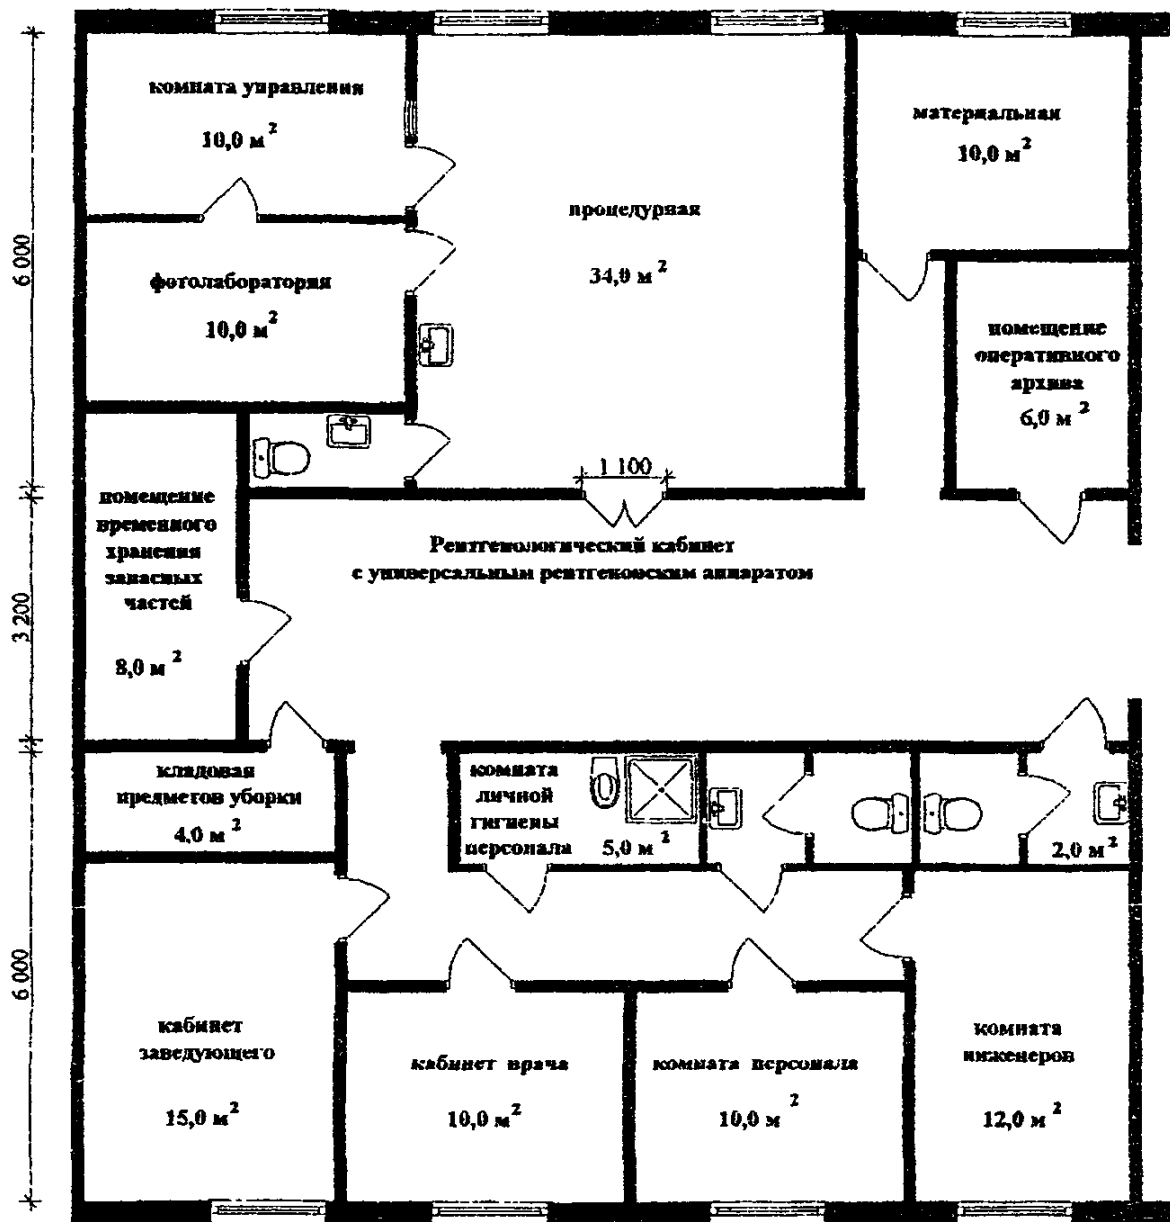 комната управления
10,0 м²
материальная
10,0 м²
процедурная
34,0 м²
6 000
фотолаборатория
10,0 м²
помещение
оперативного
архива
6,0 м²
1 100
помещение
временного
хранения
запасных
частей
8,0 м²
Рентгенологический кабинет
с универсальным рентгеновским аппаратом
3 200
кладовая
предметов уборки
4,0 м²
комната
личной
гигиены
персонала
5,0 м²
2,0 м²
6 000
кабинет
заведующего
15,0 м²
кабинет врача
10,0 м²
комната персонала
10,0 м²
комната
инженеров
12,0 м²